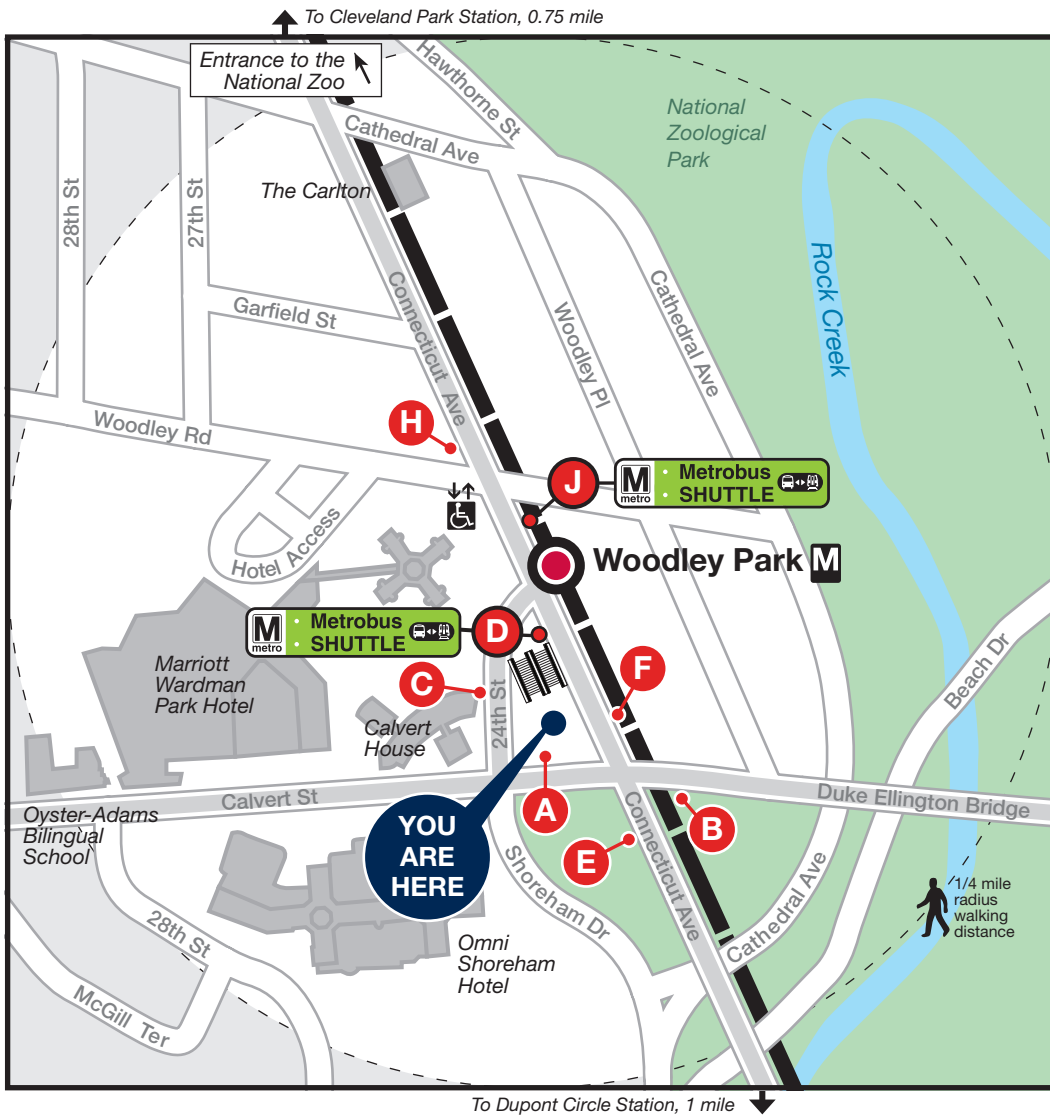 To Cleveland Park Station, 0.75 mile
Entrance to the
National Zoo
Hawthorne St
National
Zoological
Park
Cathedral Ave
The Carlton
28th St
27th St
Rock Creek
Connecticut Ave
Garfield St
Cathedral Ave
Woodley Pl
Woodley Rd
H
J
M
metro
· Metrobus
· SHUTTLE
Hotel Access
Woodley Park M
M
metro
· Metrobus
· SHUTTLE
D
Marriott
Wardman
Park Hotel
C
F
24th St
Beach Dr
Calvert
House
Calvert St
A
Duke Ellington Bridge
Oyster-Adams
Bilingual
School
YOU
ARE
HERE
B
E
Connecticut Ave
Shoreham Dr
Cathedral Ave
1/4 mile
radius
walking
distance
28th St
Omni
Shoreham
Hotel
McGill Ter
To Dupont Circle Station, 1 mile